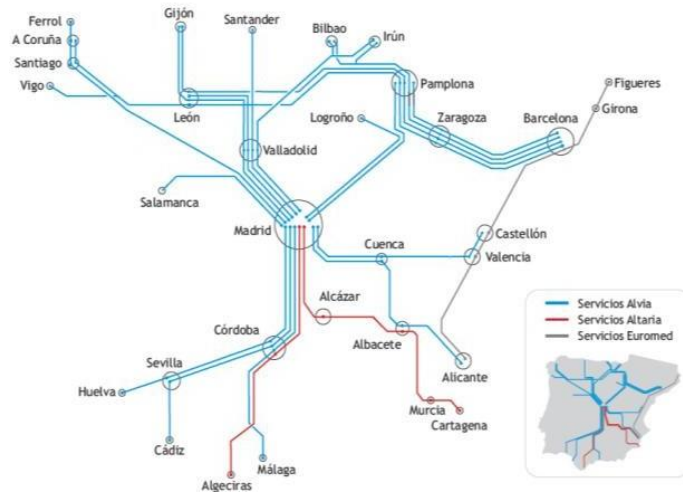 Ferrol
A Coruña
Santiago
Vigo
Gijón
Santander
Bilbao
Irún
León
Pamplona
Figueres
Girona
Logroño
Zaragoza
Barcelona
Valladolid
Salamanca
Madrid
Cuenca
Castellón
Valencia
Alcázar
Albacete
Alicante
Córdoba
Sevilla
Huelva
Cádiz
Málaga
Algeciras
Murcia
Cartagena
Servicios Alvia
Servicios Altaria
Servicios Euromed